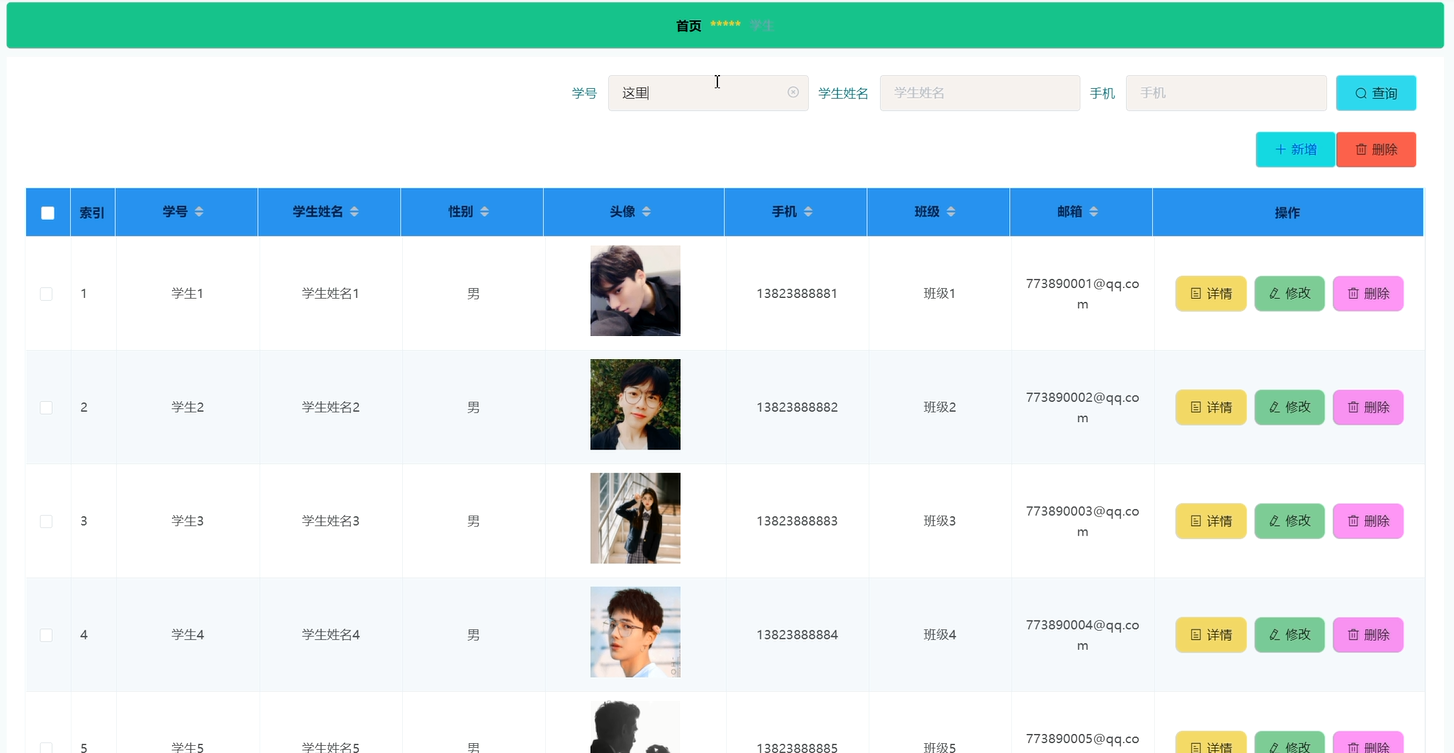 首页 ***** 学生
学号 这里 学生姓名 学生姓名 手机 手机 查询
新增 删除
索引 学号 学生姓名 性别 头像 手机 班级 邮箱 操作
1 学生1 学生姓名1 男 13823888881 班级1 773890001@qq.co
m 详情 修改 删除
2 学生2 学生姓名2 男 13823888882 班级2 773890002@qq.co
m 详情 修改 删除
3 学生3 学生姓名3 男 13823888883 班级3 773890003@qq.co
m 详情 修改 删除
4 学生4 学生姓名4 男 13823888884 班级4 773890004@qq.co
m 详情 修改 删除
5 学生5 学生姓名5 男 13823888885 班级5 773890005@qq.co
详情 修改 删除